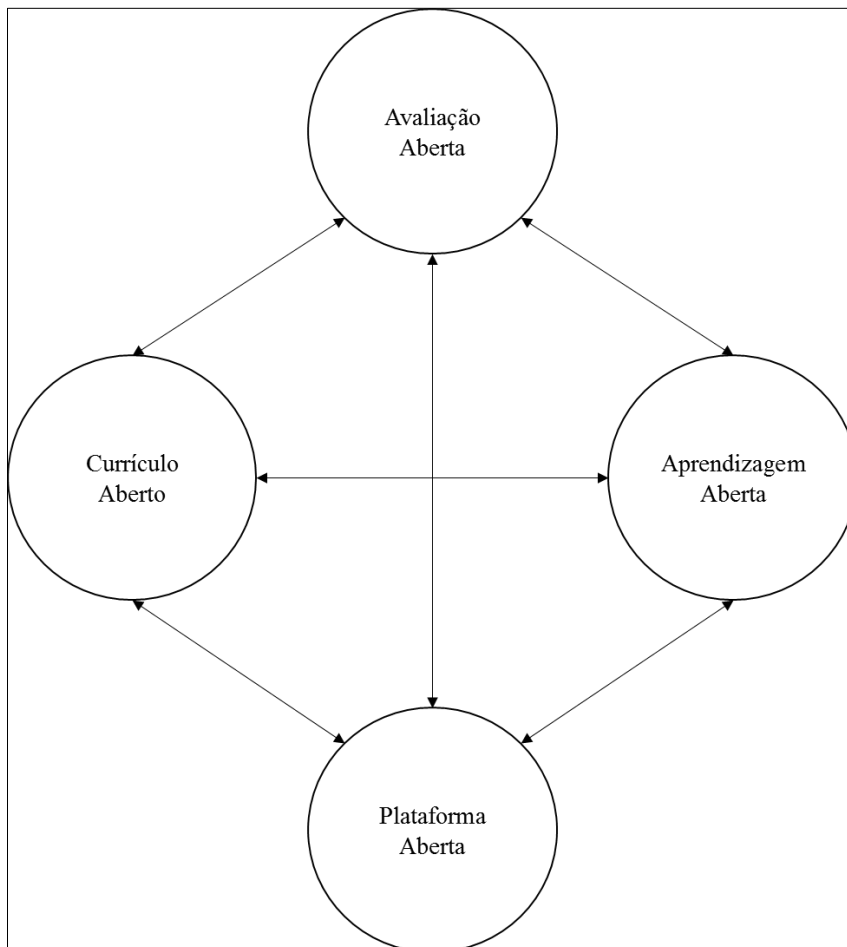 Avaliação
Aberta
Currículo
Aberto
Aprendizagem
Aberta
Plataforma
Aberta